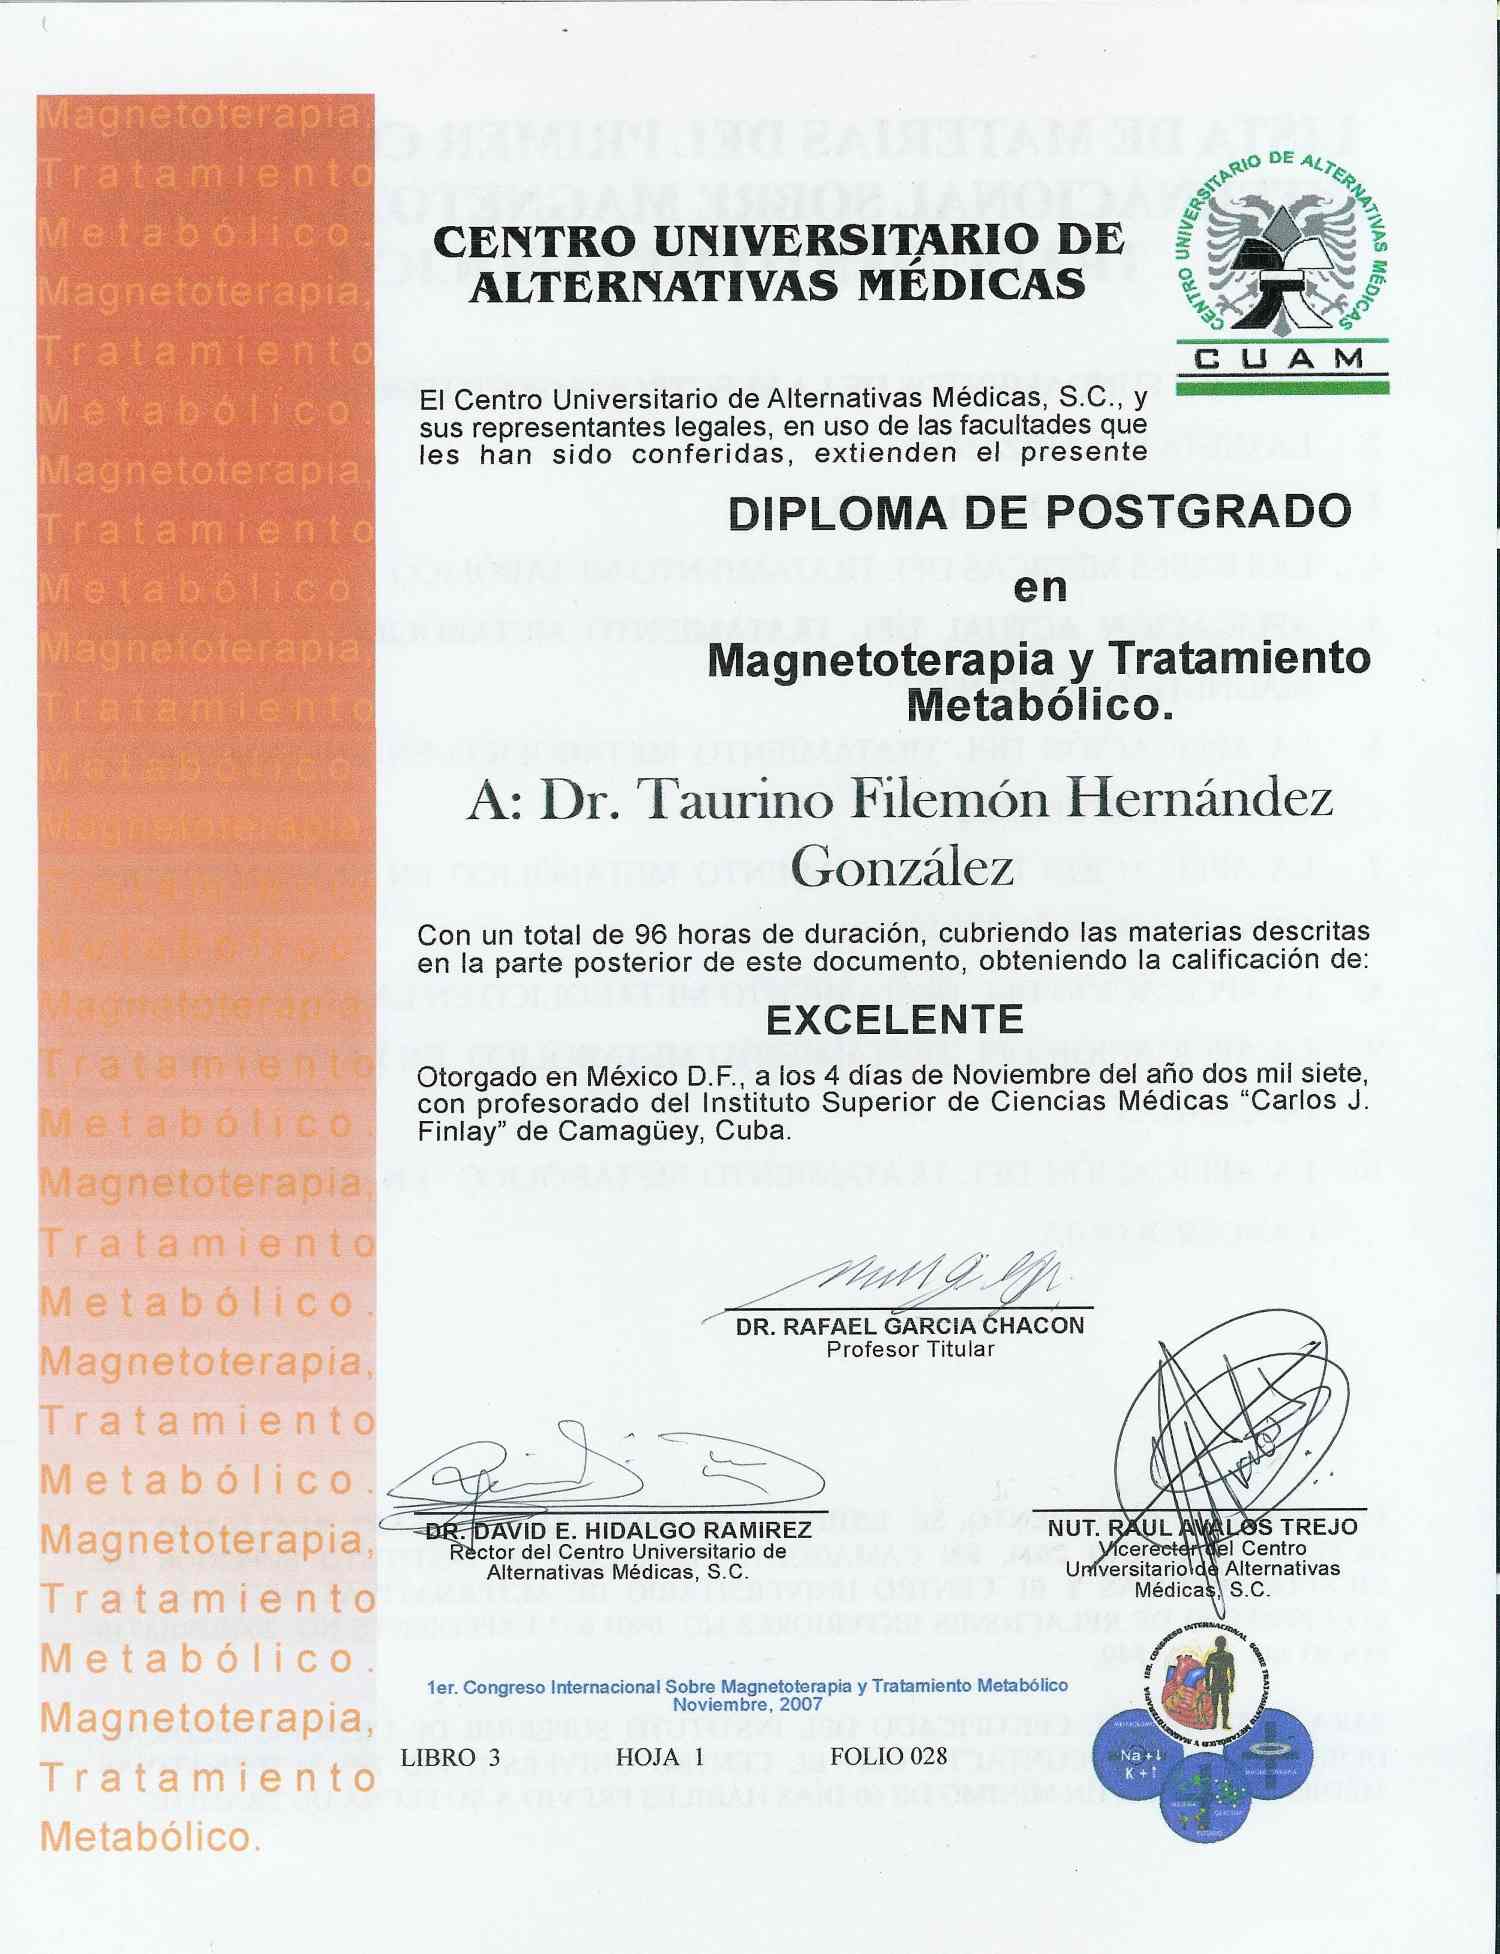 Magnetoterapia,
Tratamiento
Metabólico.
Magnetoterapia,
Tratamiento
Metabólico.
Magnetoterapia,
Tratamiento
Metabólico.
Magnetoterapia,
Tratamiento
Metabólico.
Magnetoterapia,
Tratamiento
Metabólico.
Magnetoterapia,
Tratamiento
Metabólico.
Magnetoterapia,
Tratamiento
Metabólico.
Magnetoterapia,
Tratamiento
Metabólico.
Magnetoterapia,
Tratamiento
Metabólico.
Magnetoterapia,
Tratamiento
Metabólico.
CENTRO UNIVERSITARIO DE
ALTERNATIVAS MÉDICAS
CENTRO UNIVERSITARIO DE ALTERNATIVAS MÉDICAS
CUAM
El Centro Universitario de Alternativas Médicas, S.C., y
sus representantes legales, en uso de las facultades que
les han sido conferidas, extienden el presente
DIPLOMA DE POSTGRADO
en
Magnetoterapia y Tratamiento
Metabólico.
A: Dr. Taurino Filemón Hernández
González
Con un total de 96 horas de duración, cubriendo las materias descritas
en la parte posterior de este documento, obteniendo la calificación de:
EXCELENTE
Otorgado en México D.F., a los 4 días de Noviembre del año dos mil siete,
con profesorado del Instituto Superior de Ciencias Médicas “Carlos J.
Finlay” de Camagüey, Cuba.
DR. RAFAEL GARCIA CHACON
Profesor Titular
DR. DAVID E. HIDALGO RAMIREZ
Rector del Centro Universitario de
Alternativas Médicas, S.C.
NUT. RAUL AVALOS TREJO
Vicerector del Centro
Universitario de Alternativas
Médicas, S.C.
1er. Congreso Internacional Sobre Magnetoterapia y Tratamiento Metabólico
Noviembre, 2007
LIBRO 3 HOJA 1 FOLIO 028
1ER. CONGRESO INTERNACIONAL SOBRE TRATAMIENTO METABOLICO Y MAGNETOTERAPIA
Na+↓
K+↑